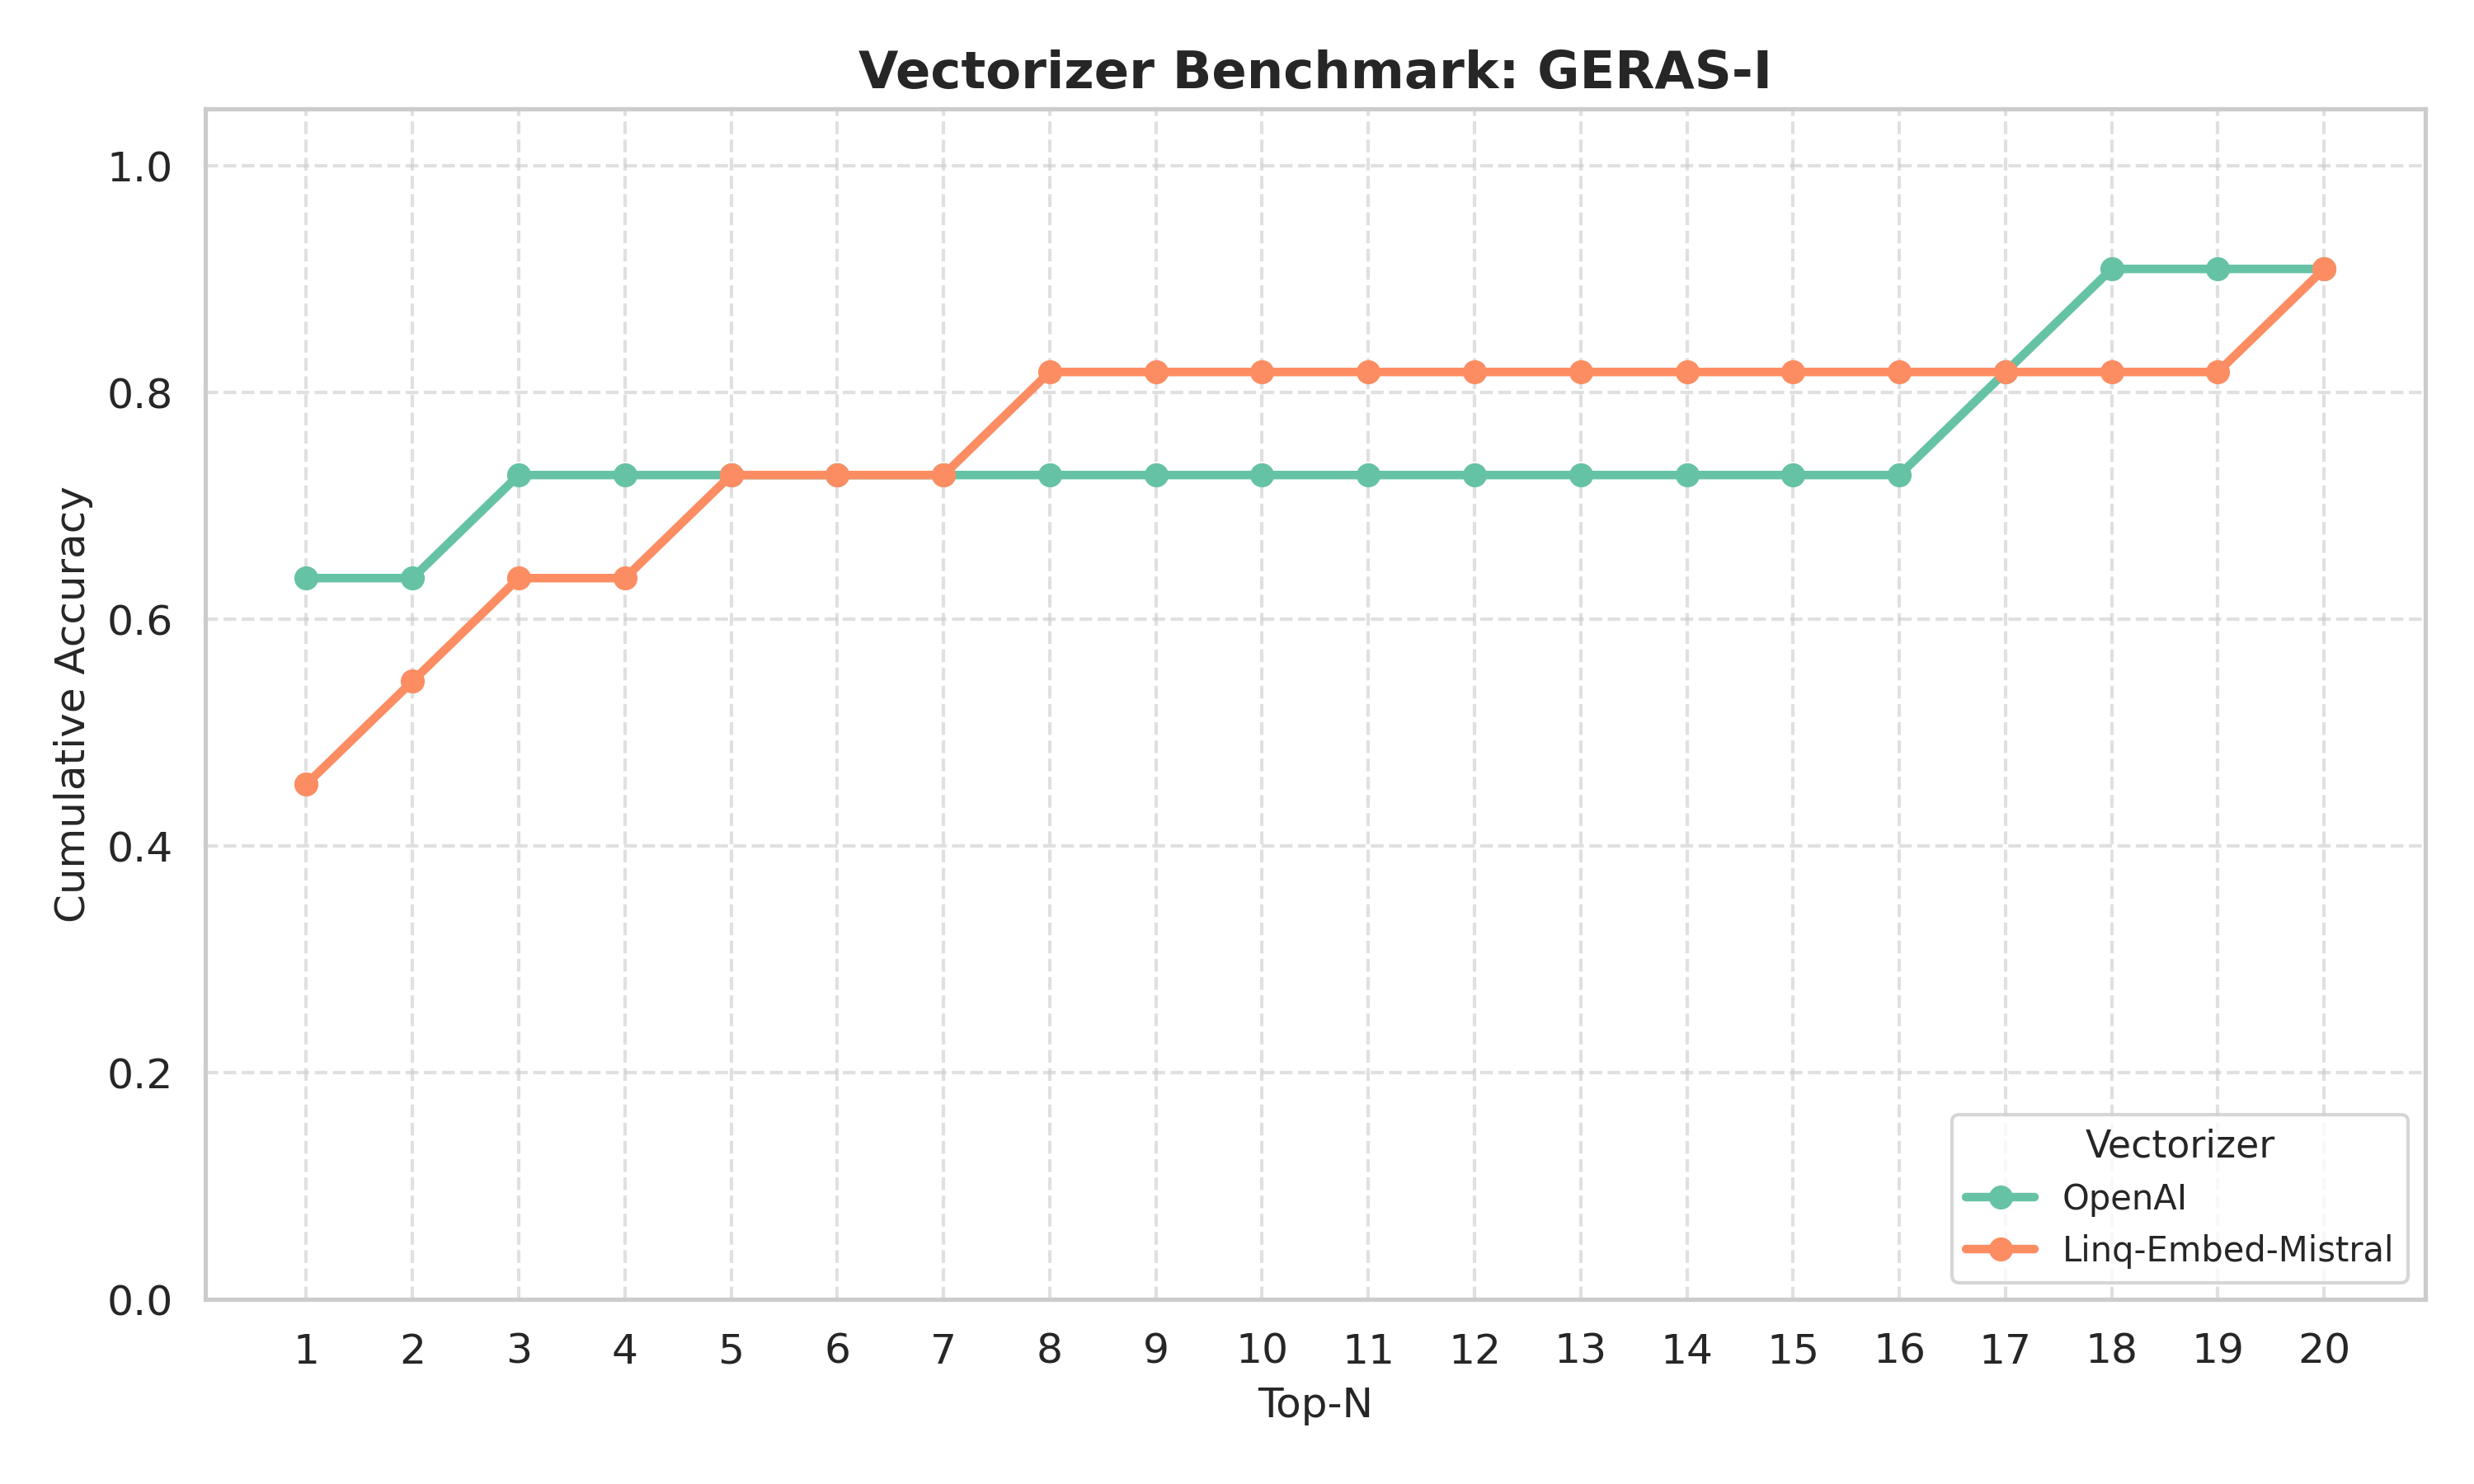 Vectorizer Benchmark: GERAS-I
Cumulative Accuracy
1.0
0.8
0.6
0.4
0.2
0.0
1 2 3 4 5 6 7 8 9 10 11 12 13 14 15 16 17 18 19 20
Top-N
Vectorizer
OpenAI
Linq-Embed-Mistral